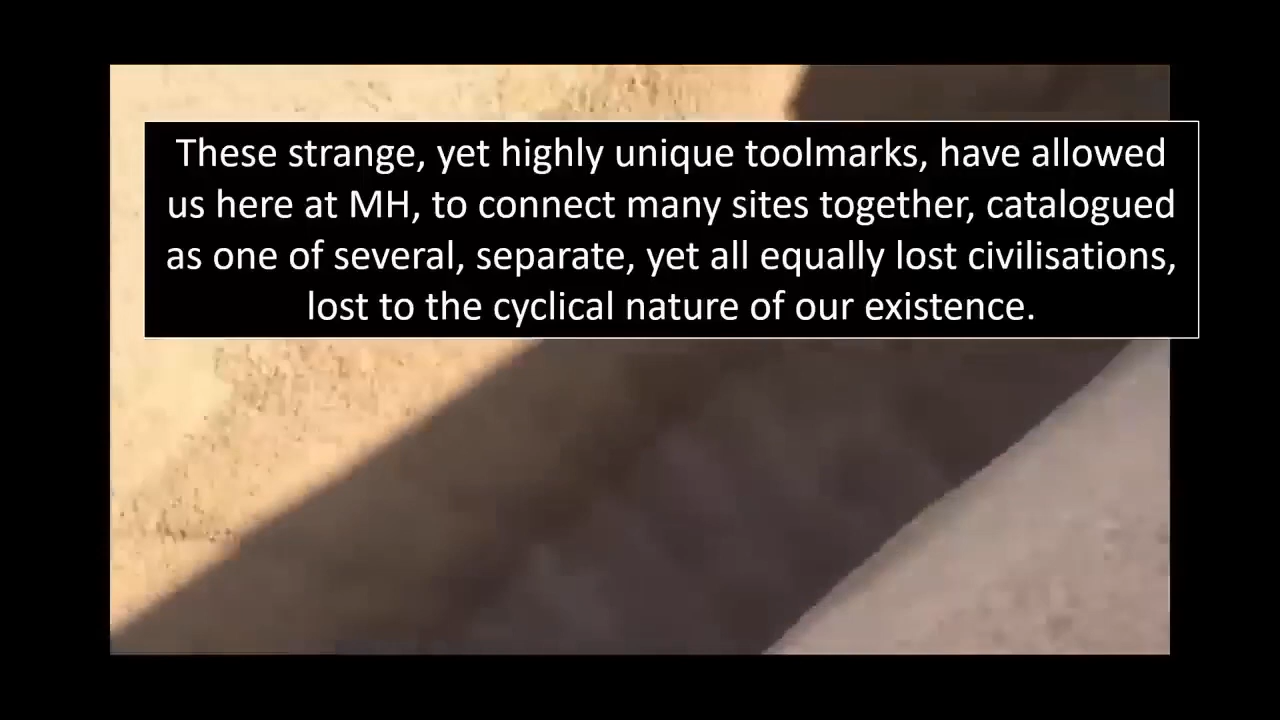 These strange, yet highly unique toolmarks, have allowed
us here at MH, to connect many sites together, catalogued
as one of several, separate, yet all equally lost civilisations,
lost to the cyclical nature of our existence.